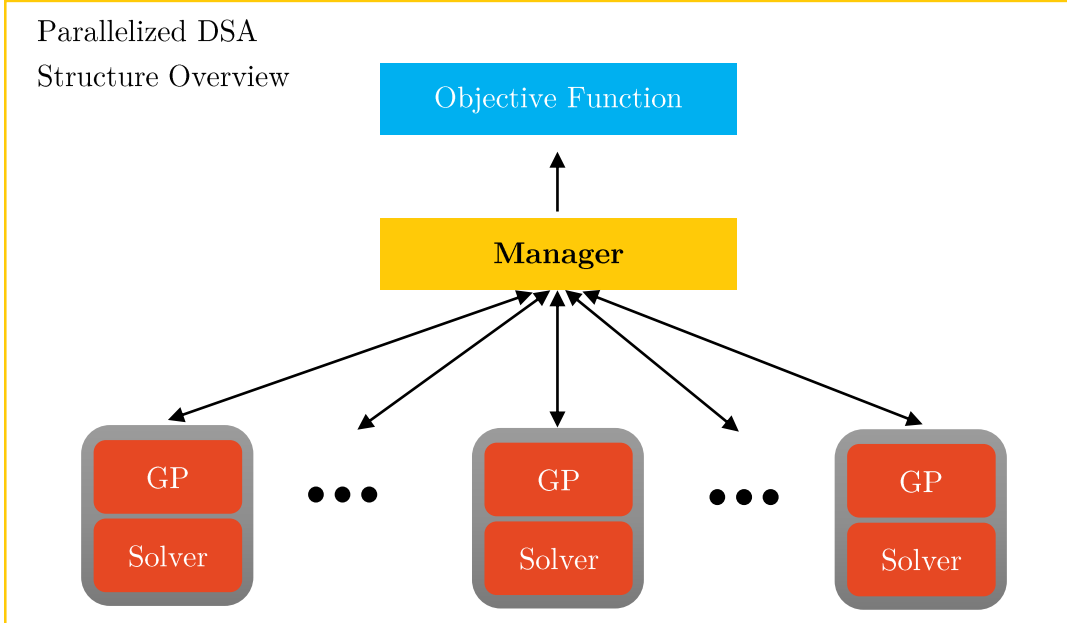 Parallelized DSA
Structure Overview
Objective Function
Manager
GP
Solver
GP
Solver
GP
Solver